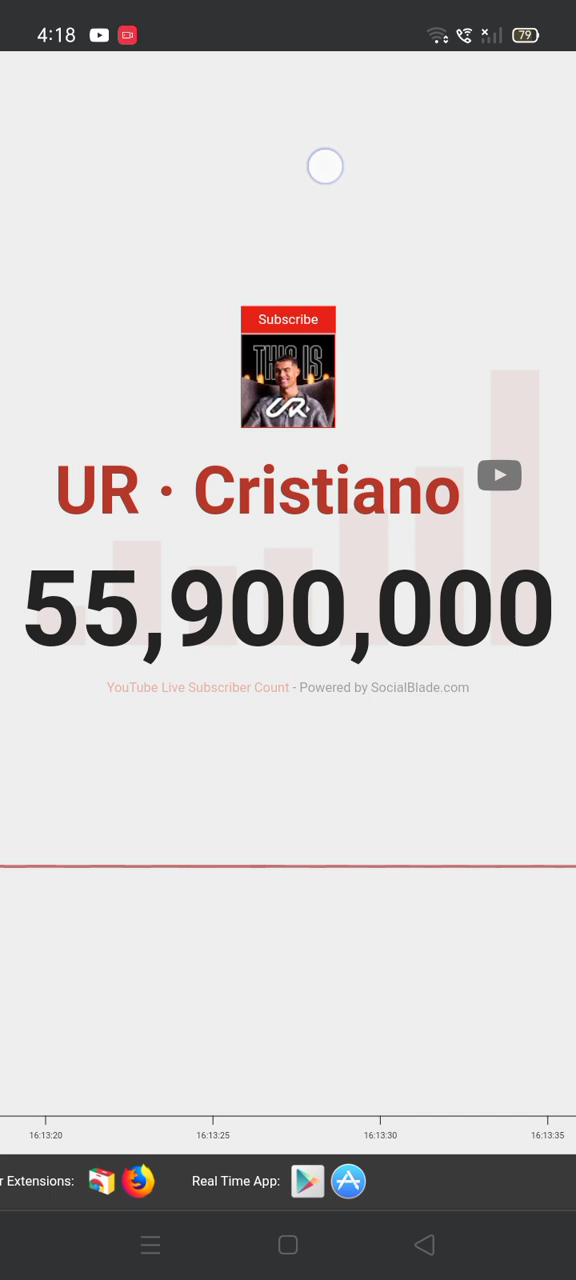 4:18
79
Subscribe
THIS IS
UR
UR · Cristiano
55,900,000
YouTube Live Subscriber Count - Powered by SocialBlade.com
16:13:20 16:13:25 16:13:30 16:13:35
r Extensions: Real Time App: